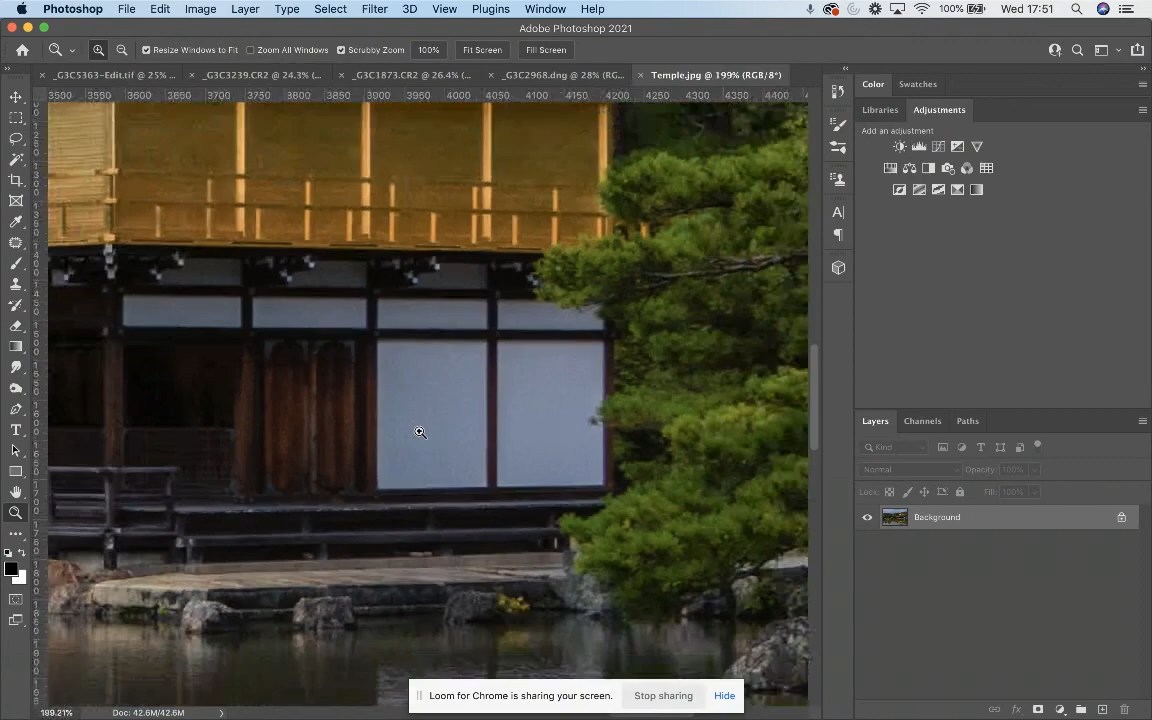 Photoshop File Edit Image Layer Type Select Filter 3D View Plugins Window Help 100% Wed 17:51
Adobe Photoshop 2021
Resize Windows to Fit Zoom All Windows Scrubby Zoom 100% Fit Screen Fill Screen
_G3C5363-Edit.tif @ 25% ... _G3C3239.CR2 @ 24.3% (... _G3C1873.CR2 @ 26.4% (... _G3C2968.dng @ 28% (RG... Temple.jpg @ 199% (RGB/8*)
3500 3600 3650 3700 3750 3800 3850 3900 3950 4000 4050 4100 4150 4200 4250 4300 4350 4400
Color Swatches
Libraries Adjustments
Add an adjustment
Layers Channels Paths
Kind
Normal Opacity: 100%
Lock: Fill: 100%
Background
Loom for Chrome is sharing your screen. Stop sharing Hide
199.21% Doc: 42.6M/42.6M